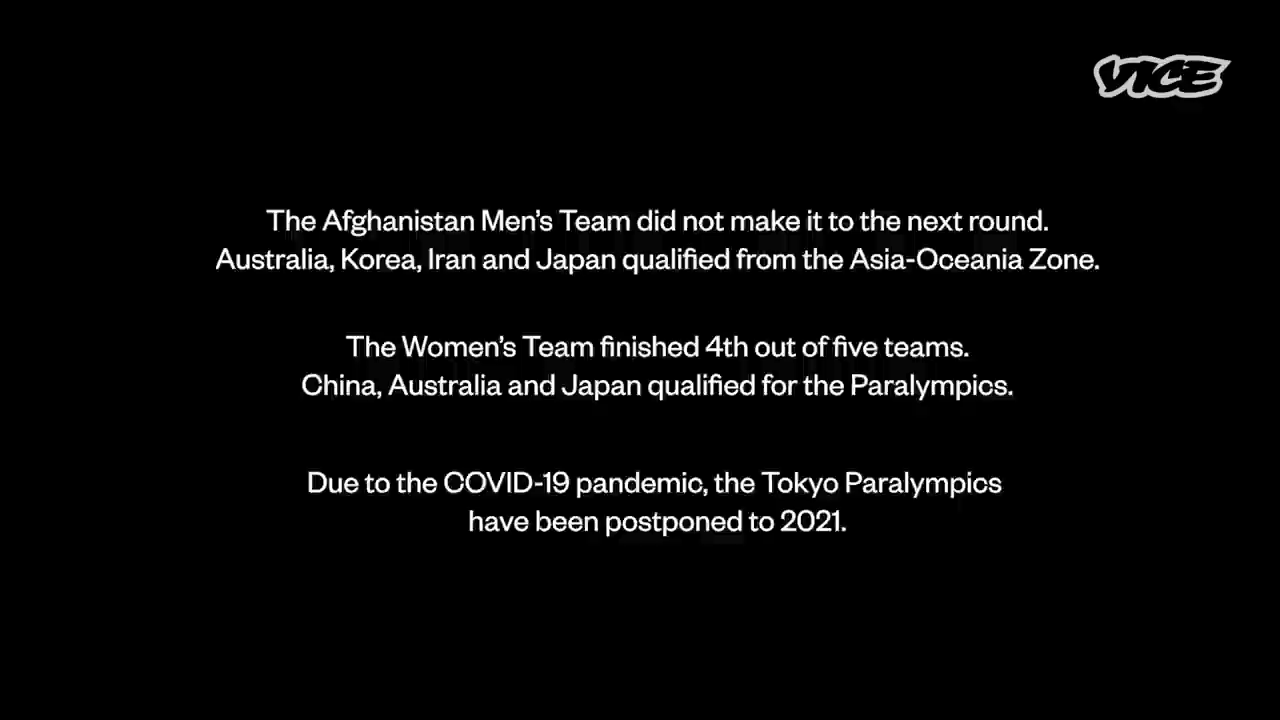 VICE
The Afghanistan Men's Team did not make it to the next round.
Australia, Korea, Iran and Japan qualified from the Asia-Oceania Zone.
The Women's Team finished 4th out of five teams.
China, Australia and Japan qualified for the Paralympics.
Due to the COVID-19 pandemic, the Tokyo Paralympics
have been postponed to 2021.